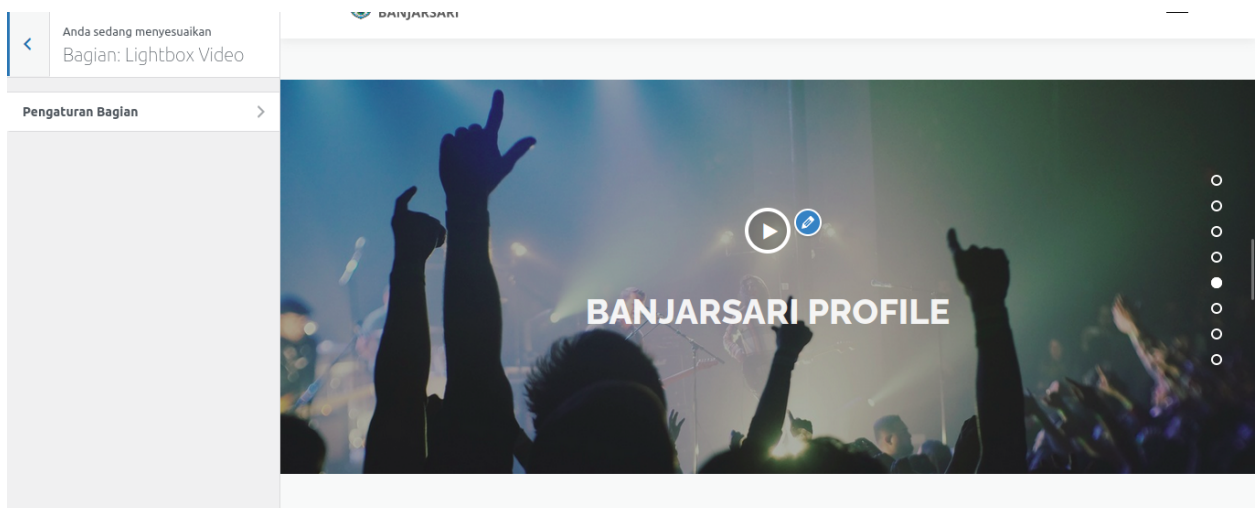 Anda sedang menyesuaikan
Bagian: Lightbox Video
Pengaturan Bagian
BANJARSARI
BANJARSARI PROFILE